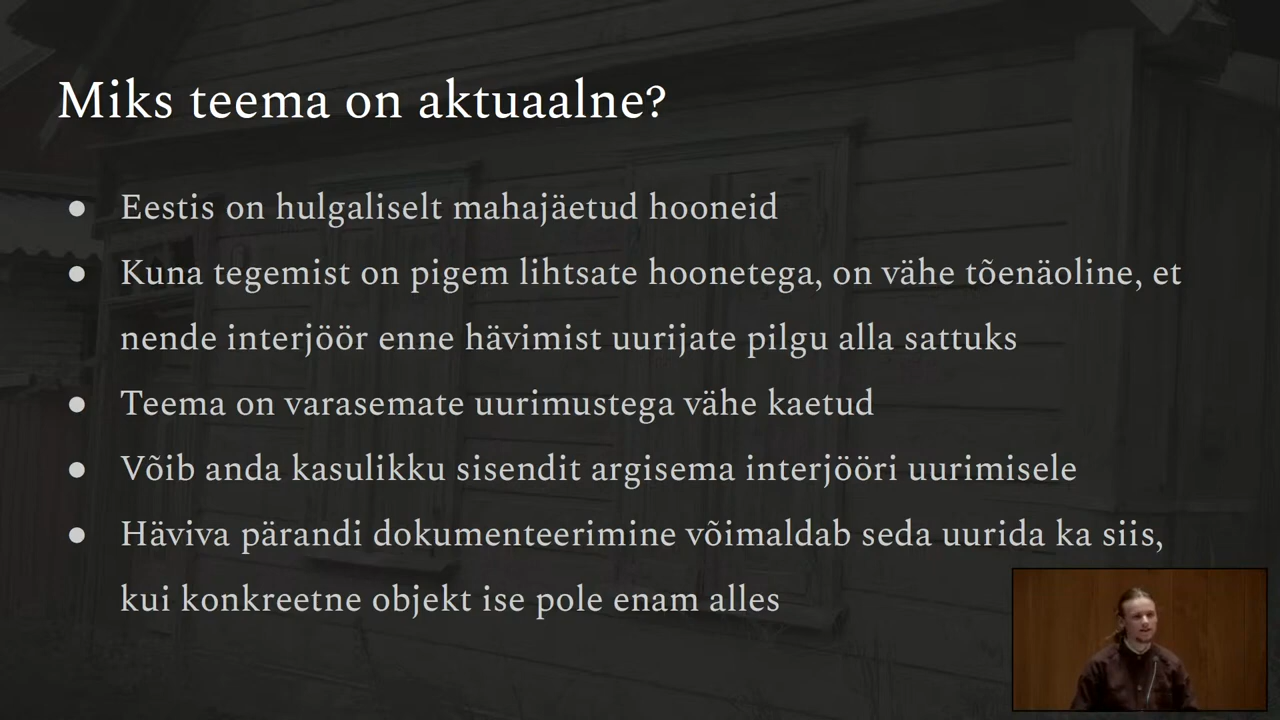 Miks teema on aktuaalne?
● Eestis on hulgaliselt mahajäetud hooneid
● Kuna tegemist on pigem lihtsate hoonetega, on vähe tõenäoline, et
nende interjöör enne hävimist uurijate pilgu alla sattuks
● Teema on varasemate uurimustega vähe kaetud
● Võib anda kasulikku sisendit argisema interjööri uurimisele
● Häviva pärandi dokumenteerimine võimaldab seda uurida ka siis,
kui konkreetne objekt ise pole enam alles